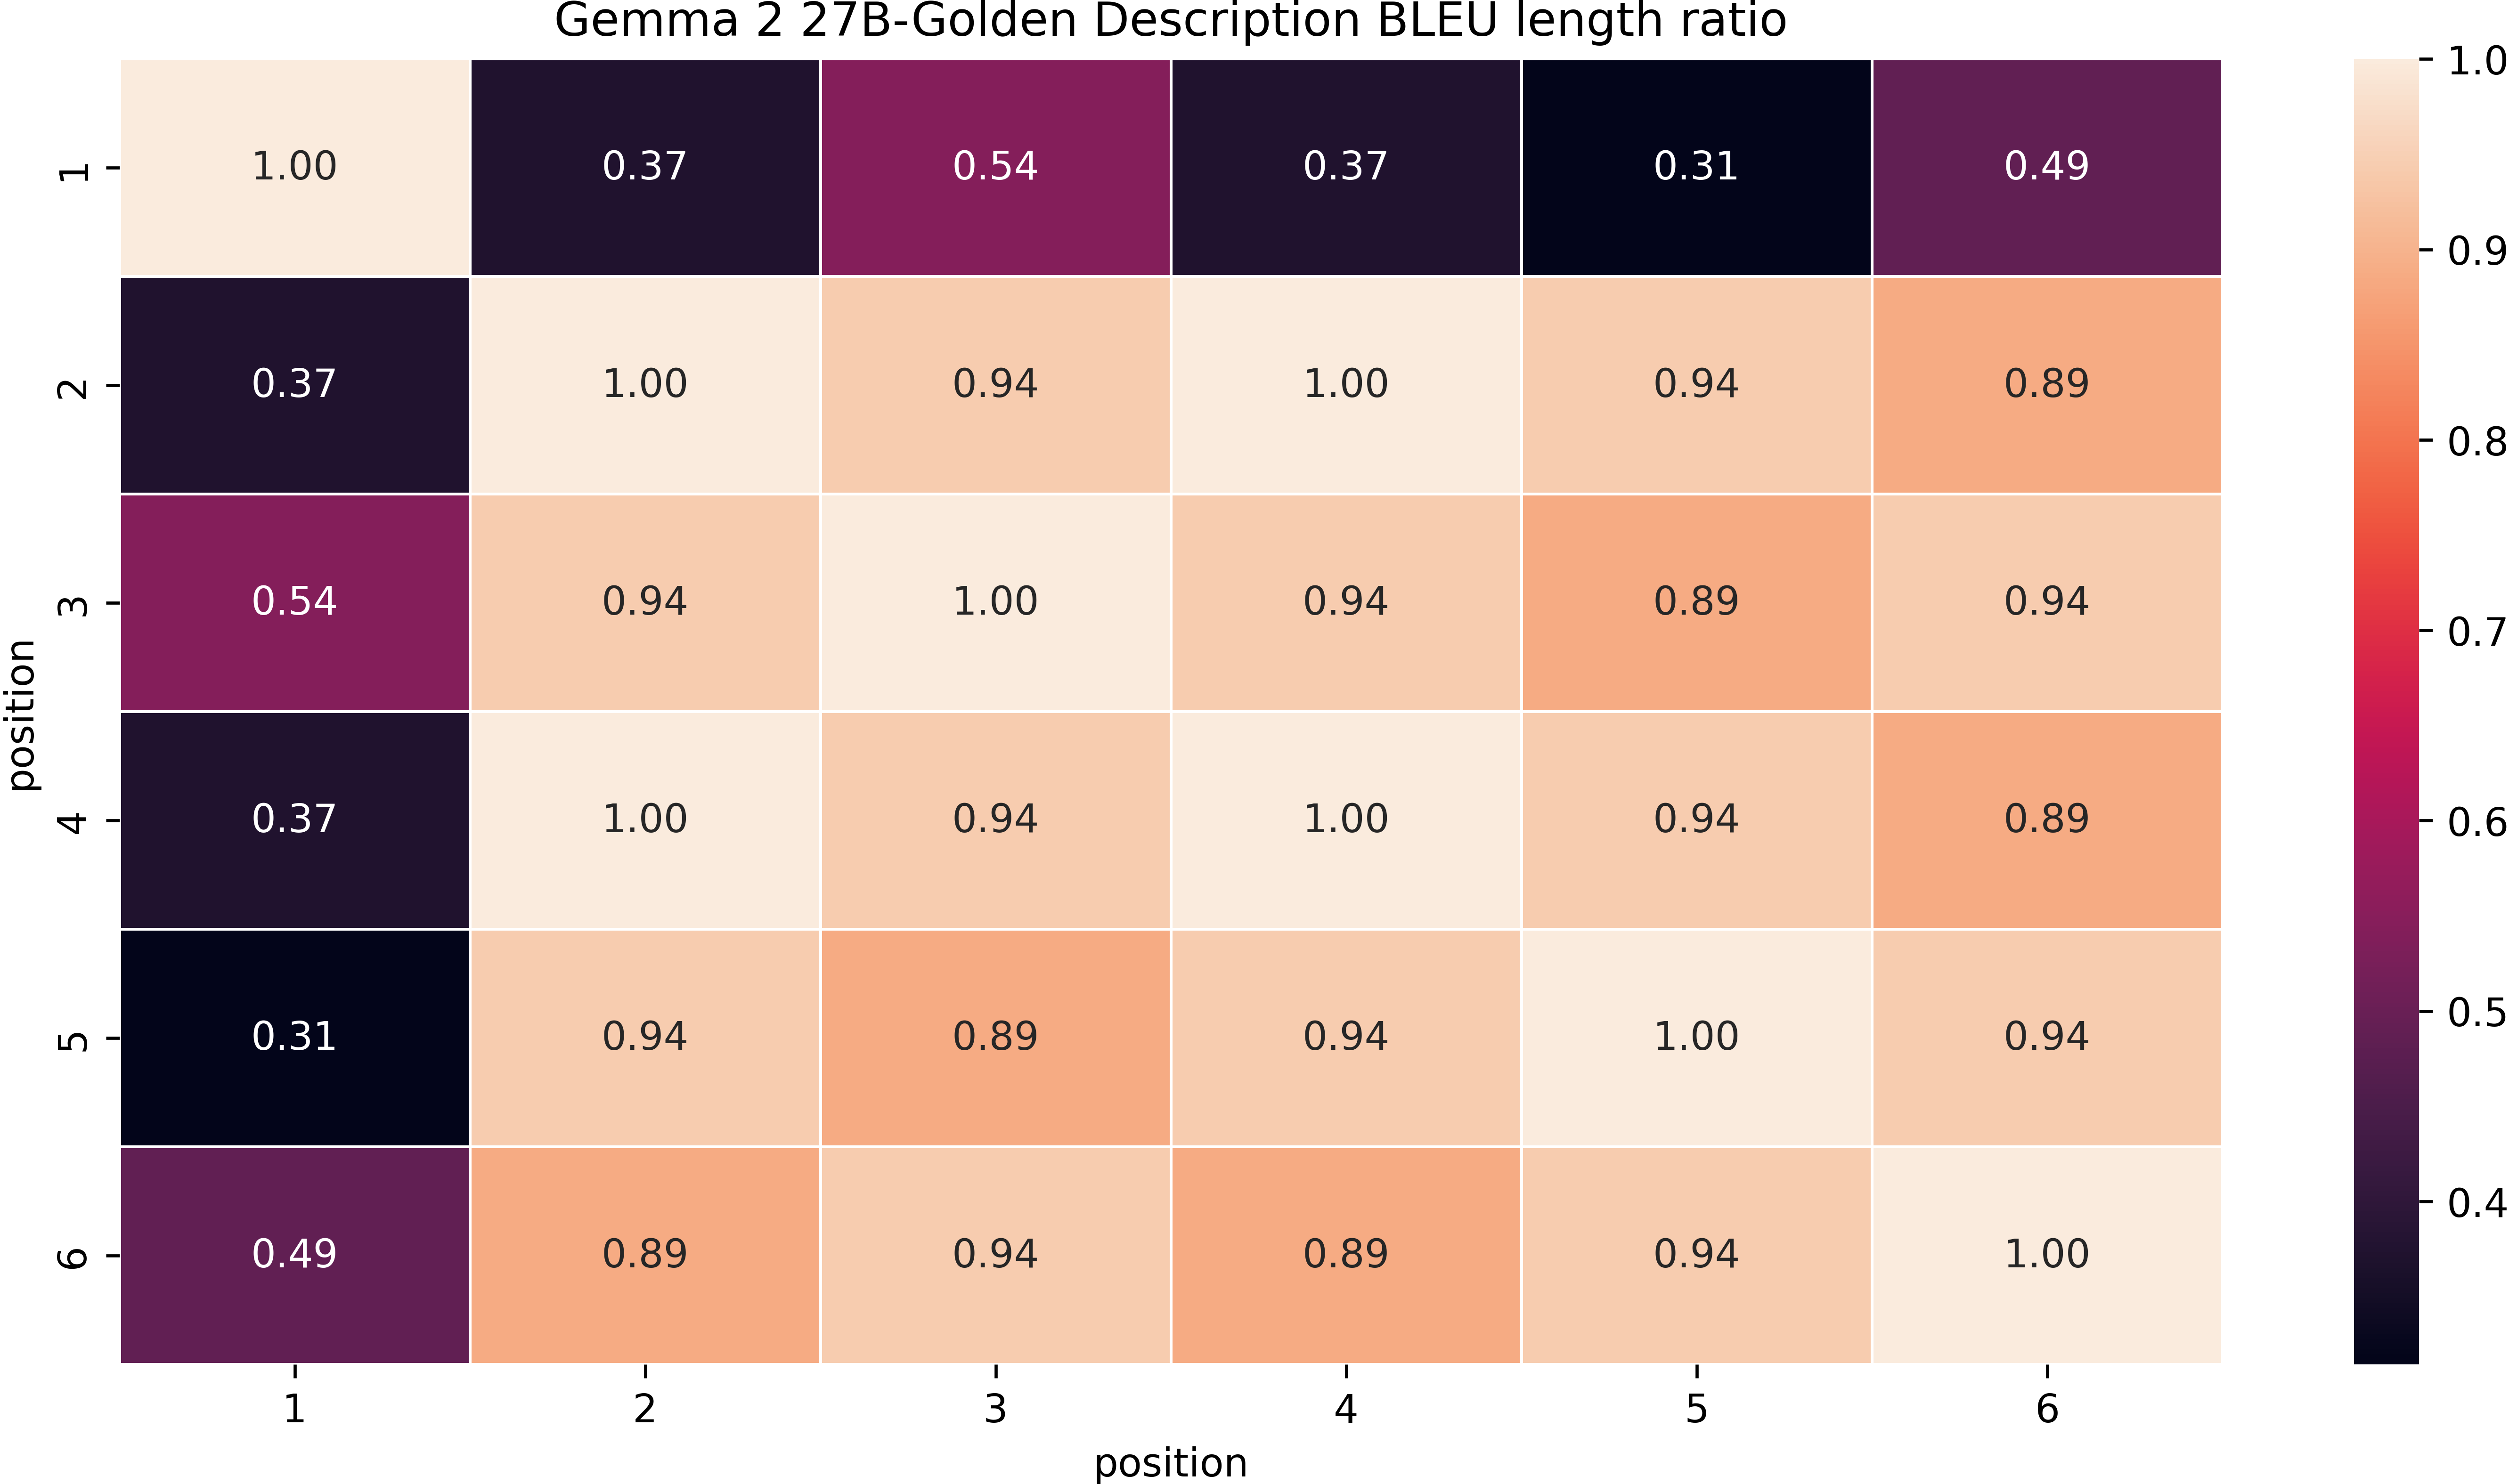 Gemma 2 27B-Golden Description BLEU length ratio
1 1.00 0.37 0.54 0.37 0.31 0.49
2 0.37 1.00 0.94 1.00 0.94 0.89
3 0.54 0.94 1.00 0.94 0.89 0.94
4 0.37 1.00 0.94 1.00 0.94 0.89
5 0.31 0.94 0.89 0.94 1.00 0.94
6 0.49 0.89 0.94 0.89 0.94 1.00
1 2 3 4 5 6
position
position
1.0
0.9
0.8
0.7
0.6
0.5
0.4